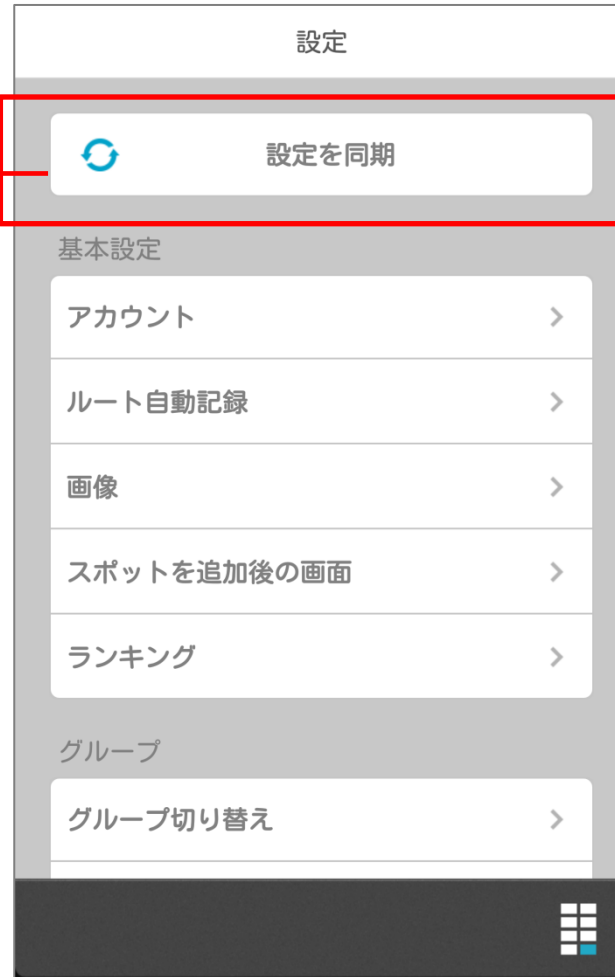 設定
設定を同期
基本設定
アカウント
ルート自動記録
画像
スポットを追加後の画面
ランキング
グループ
グループ切り替え